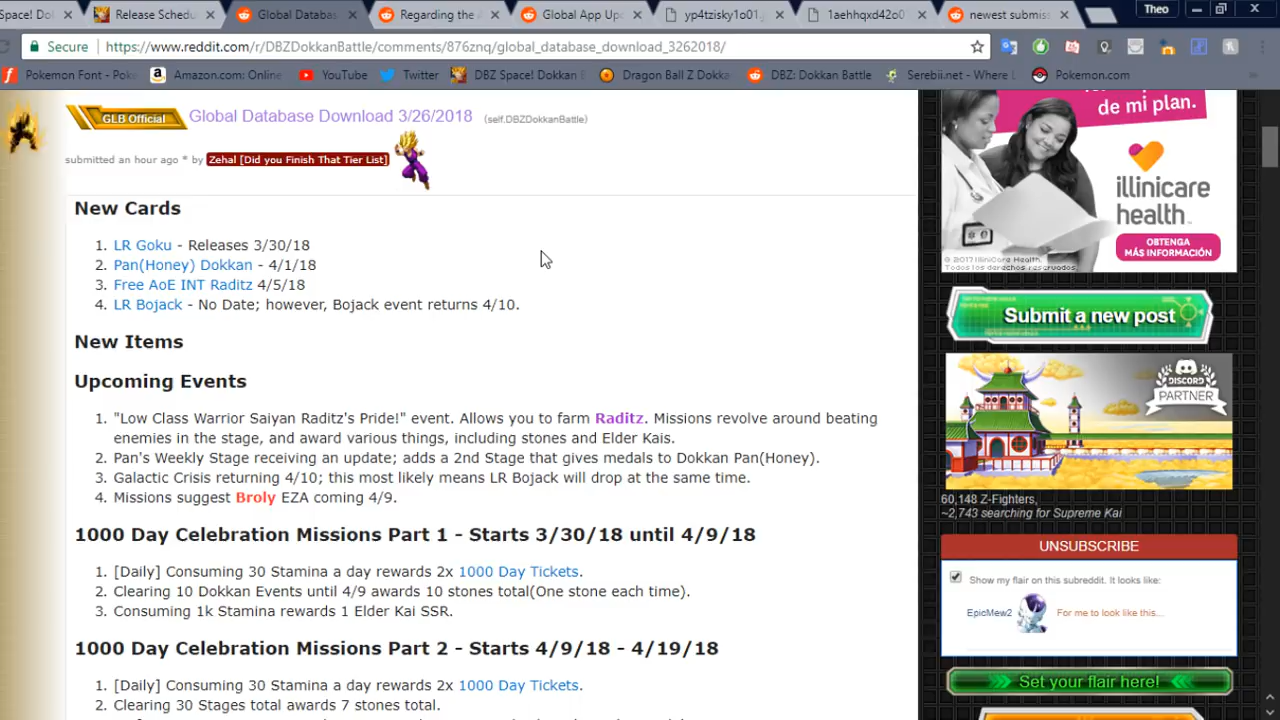 Space! Do
Release Schedu
Global Databas
Regarding the A
Global App Up
yp4tzisky1o01.
1aehhqxd42o0
newest submiss
Theo
Secure
https://www.reddit.com/r/DBZDokkanBattle/comments/876znq/global_database_download_3262018/
Pokemon Font - Poke
Amazon.com: Online
YouTube
Twitter
DBZ Space! Dokkan B
Dragon Ball Z Dokka
DBZ: Dokkan Battle
Serebii.net - Where L
Pokemon.com
GLB Official
Global Database Download 3/26/2018 (self.DBZDokkanBattle)
submitted an hour ago * by Zehal [Did you Finish That Tier List]
New Cards
1. LR Goku - Releases 3/30/18
2. Pan(Honey) Dokkan - 4/1/18
3. Free AoE INT Raditz 4/5/18
4. LR Bojack - No Date; however, Bojack event returns 4/10.
New Items
Upcoming Events
1. "Low Class Warrior Saiyan Raditz's Pride!" event. Allows you to farm Raditz. Missions revolve around beating
enemies in the stage, and award various things, including stones and Elder Kais.
2. Pan's Weekly Stage receiving an update; adds a 2nd Stage that gives medals to Dokkan Pan(Honey).
3. Galactic Crisis returning 4/10; this most likely means LR Bojack will drop at the same time.
4. Missions suggest Broly EZA coming 4/9.
1000 Day Celebration Missions Part 1 - Starts 3/30/18 until 4/9/18
1. [Daily] Consuming 30 Stamina a day rewards 2x 1000 Day Tickets.
2. Clearing 10 Dokkan Events until 4/9 awards 10 stones total(One stone each time).
3. Consuming 1k Stamina rewards 1 Elder Kai SSR.
1000 Day Celebration Missions Part 2 - Starts 4/9/18 - 4/19/18
1. [Daily] Consuming 30 Stamina a day rewards 2x 1000 Day Tickets.
2. Clearing 30 Stages total awards 7 stones total.
de mi plan.
illinicare
health™
OBTENGA
MÁS INFORMACIÓN
© 2017 IlliniCare Health.
Todos los derechos reservados.
Submit a new post
DISCORD
PARTNER
60,148 Z-Fighters,
~2,743 searching for Supreme Kai
UNSUBSCRIBE
Show my flair on this subreddit. It looks like:
EpicMew2
For me to look like this...
Set your flair here!